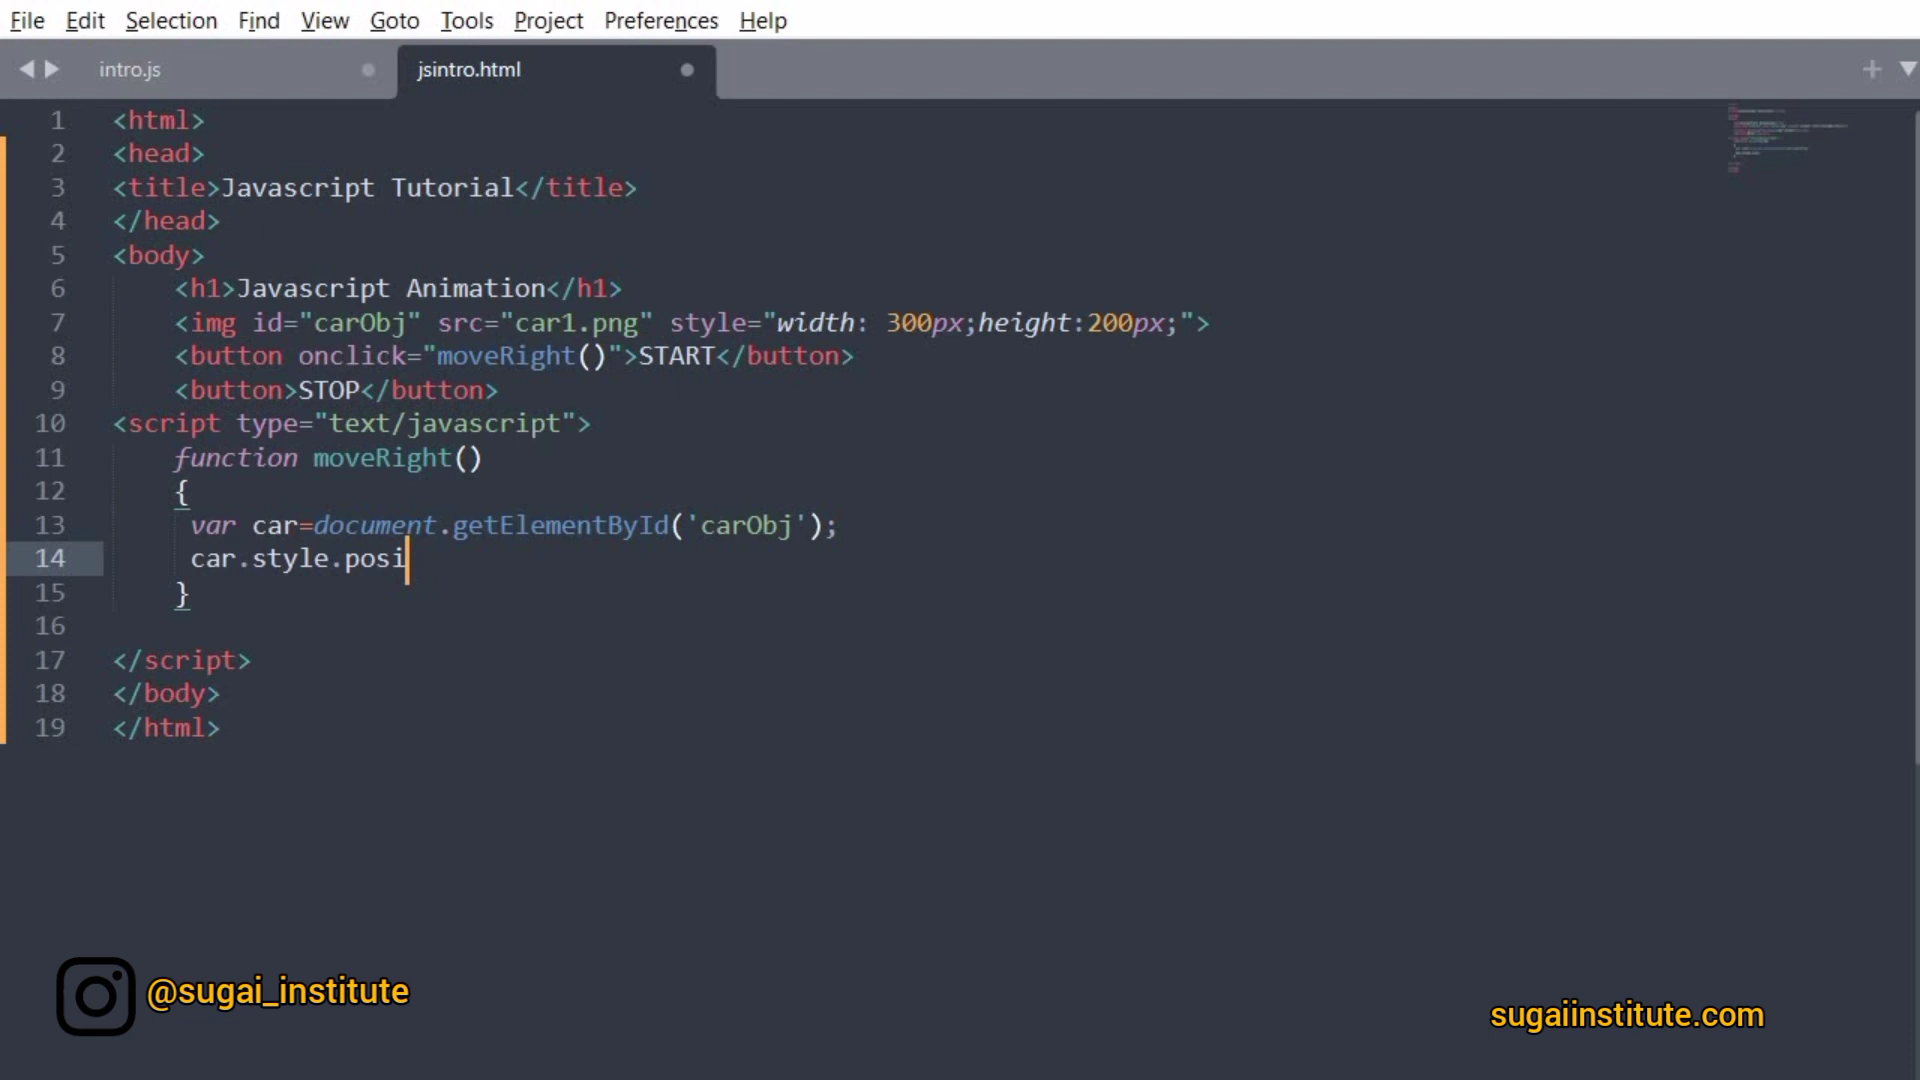 File Edit Selection Find View Goto Tools Project Preferences Help
intro.js jsintro.html
1 <html>
2 <head>
3 <title>Javascript Tutorial</title>
4 </head>
5 <body>
6 <h1>Javascript Animation</h1>
7 <img id="carObj" src="car1.png" style="width: 300px;height:200px;">
8 <button onclick="moveRight()">START</button>
9 <button>STOP</button>
10 <script type="text/javascript">
11 function moveRight()
12 {
13 var car=document.getElementById('carObj');
14 car.style.posi
15 }
16
17 </script>
18 </body>
19 </html>
@sugai_institute
sugaiinstitute.com